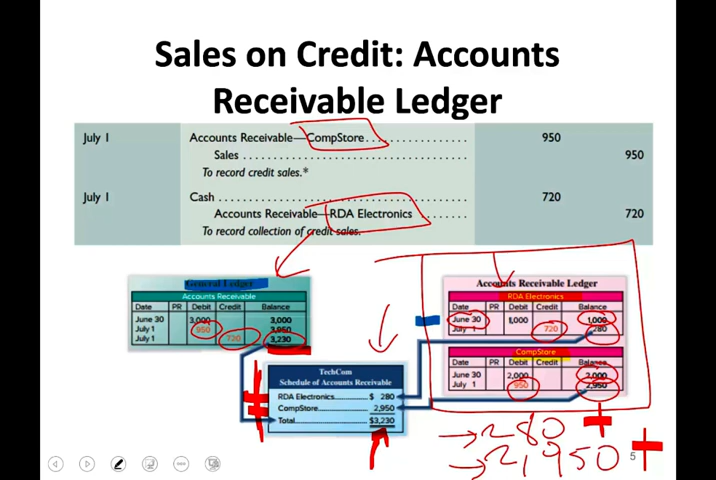 Sales on Credit: Accounts
Receivable Ledger
July 1 Accounts Receivable—CompStore . . . . . . . . . . . . . . . . . . 950
Sales . . . . . . . . . . . . . . . . . . . . . . . . . . . . . . . . . . . . . . . . . . 950
To record credit sales.*
July 1 Cash . . . . . . . . . . . . . . . . . . . . . . . . . . . . . . . . . . . . . . . . . . 720
Accounts Receivable—RDA Electronics . . . . . . . . 720
To record collection of credit sales.
General Ledger
Accounts Receivable
Date PR Debit Credit Balance
June 30 3,000 3,000
July 1 950 3,950
July 1 720 3,230
Accounts Receivable Ledger
RDA Electronics
Date PR Debit Credit Balance
June 30 1,000 1,000
July 1 720 280
CompStore
Date PR Debit Credit Balance
June 30 2,000 2,000
July 1 950 2,950
TechCom
Schedule of Accounts Receivable
RDA Electronics . . . . . . $ 280
CompStore . . . . . . . . . . 2,950
Total . . . . . . . . . . . . . . . $3,230
280
2,950
5